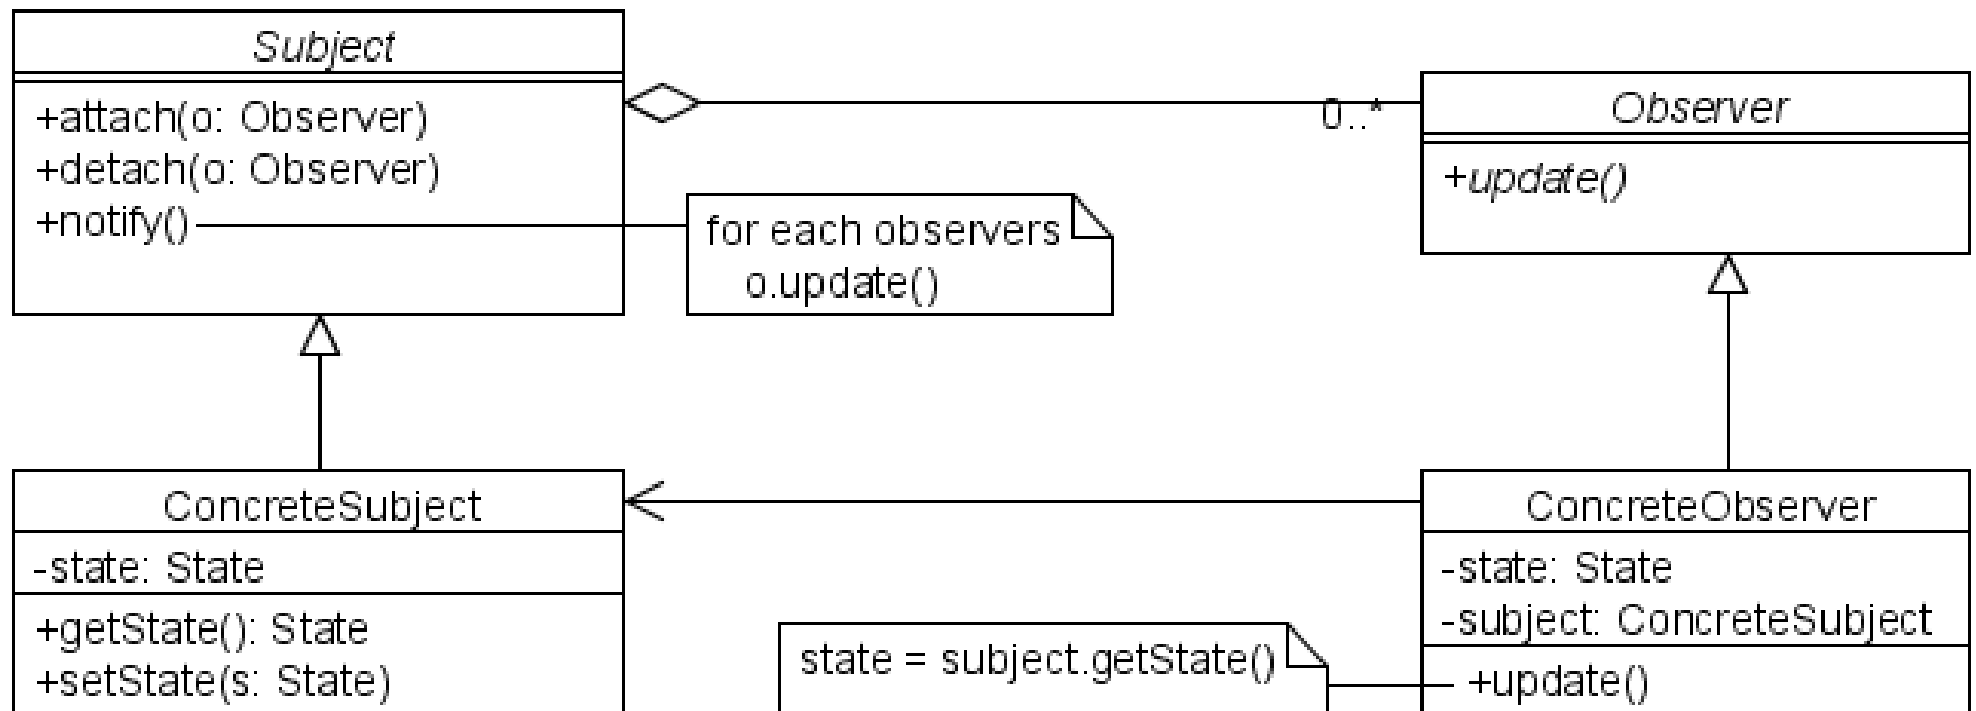 Subject
+attach(o: Observer)
+detach(o: Observer)
+notify()
for each observers
o.update()
0..*
Observer
+update()
ConcreteSubject
-state: State
+getState(): State
+setState(s: State)
state = subject.getState()
ConcreteObserver
-state: State
-subject: ConcreteSubject
+update()